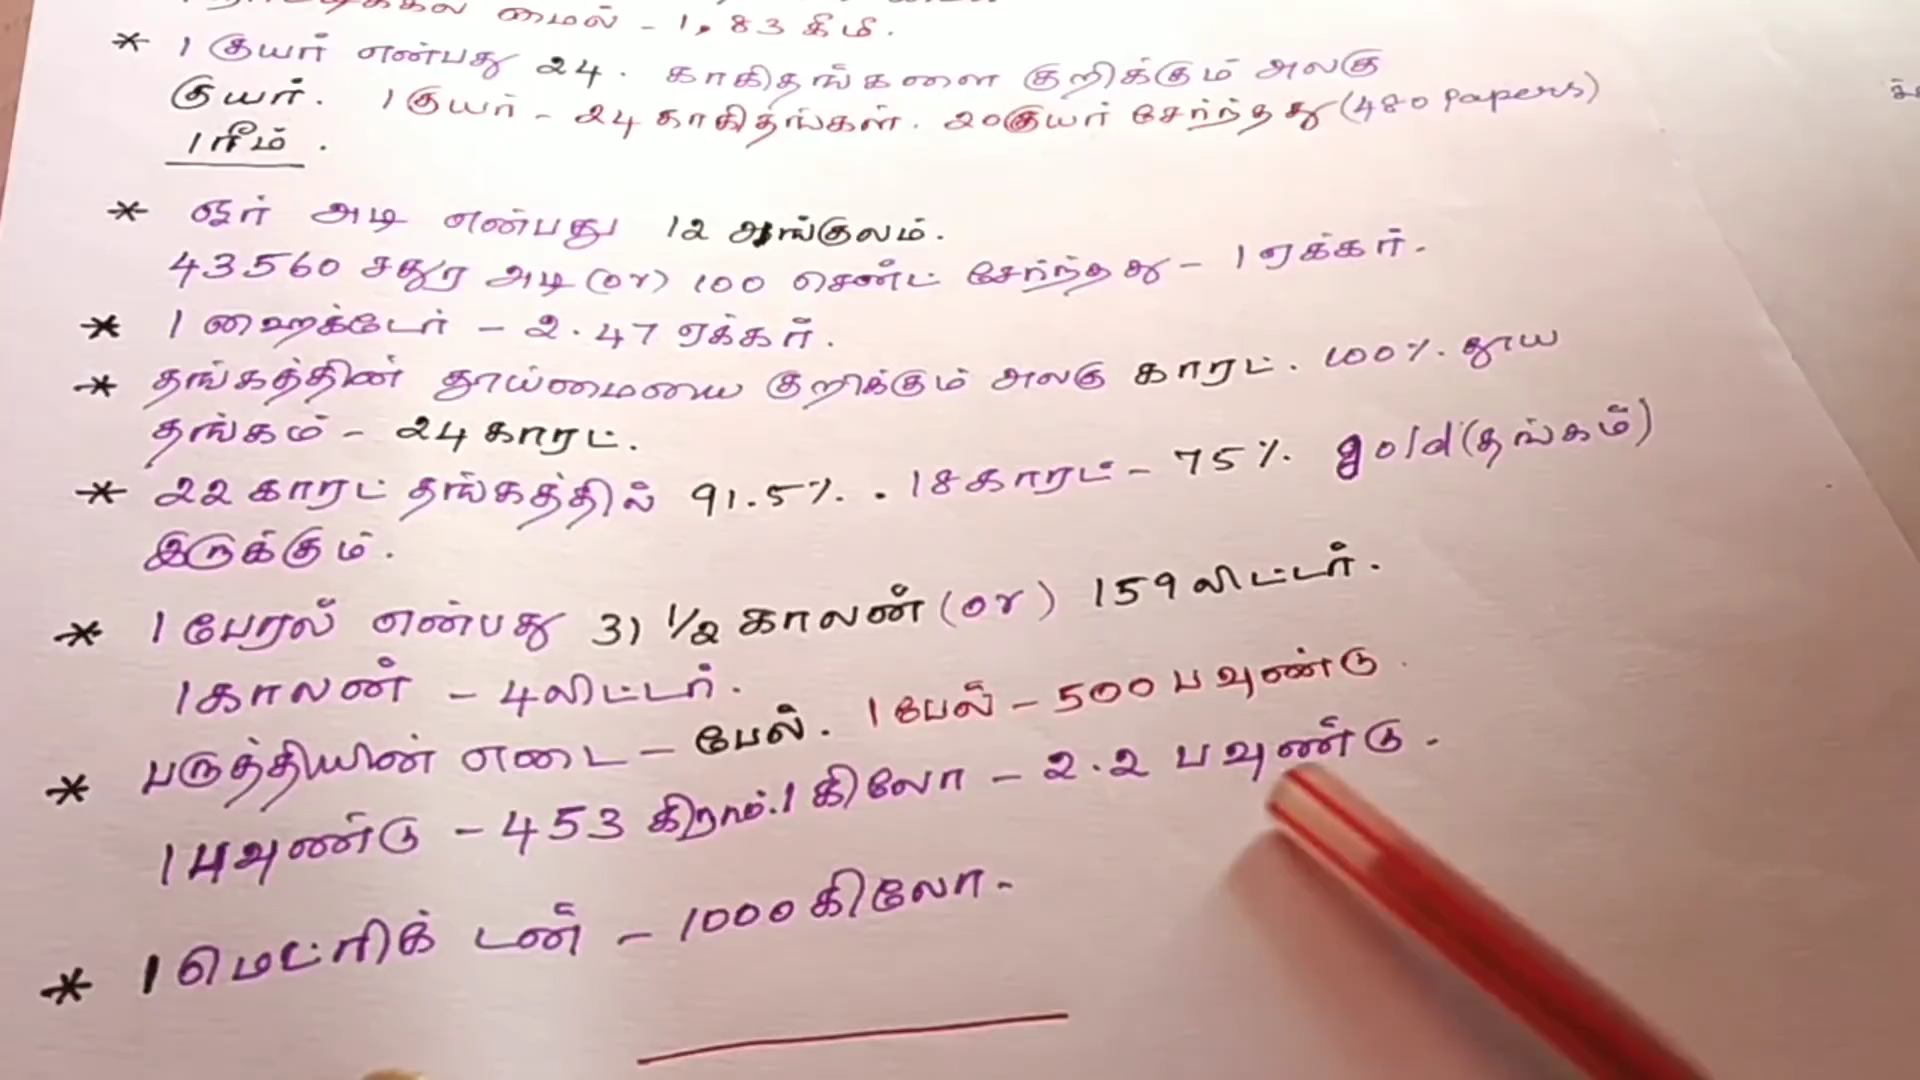 மைல் - 1.83 கீமீ.
* 1 குயர் என்பது 24. காகிதங்களை குறிக்கும் அலகு
குயர். 1 குயர் - 24 காகிதங்கள். 20குயர் சேர்ந்தது (480 Papers)
1 ரீம்.
* ஓர் அடி என்பது 12 அங்குலம்.
43560 சதுர அடி (or) 100 சென்ட் சேர்ந்தது - 1 ஏக்கர்.
* 1 ஹைக்டேர் - 2.47 ஏக்கர்.
* தங்கத்தின் தூய்மையை குறிக்கும் அலகு காரட். 100%. தூய
தங்கம் - 24 காரட்.
* 22 காரட் தங்கத்தில் 91.5%. . 18 காரட் - 75%. gold (தங்கம்)
இருக்கும்.
* 1 பேரல் என்பது 31 1/2 காலன் (or) 159 லிட்டர்.
1 காலன் - 4 லிட்டர்.
* பருத்தியின் எடை - பேல். 1 பேல் - 500 பவுண்டு.
1 பவுண்டு - 453 கிராம். 1 கிலோ - 2.2 பவுண்டு.
* 1 மெட்ரிக் டன் - 1000 கிலோ.